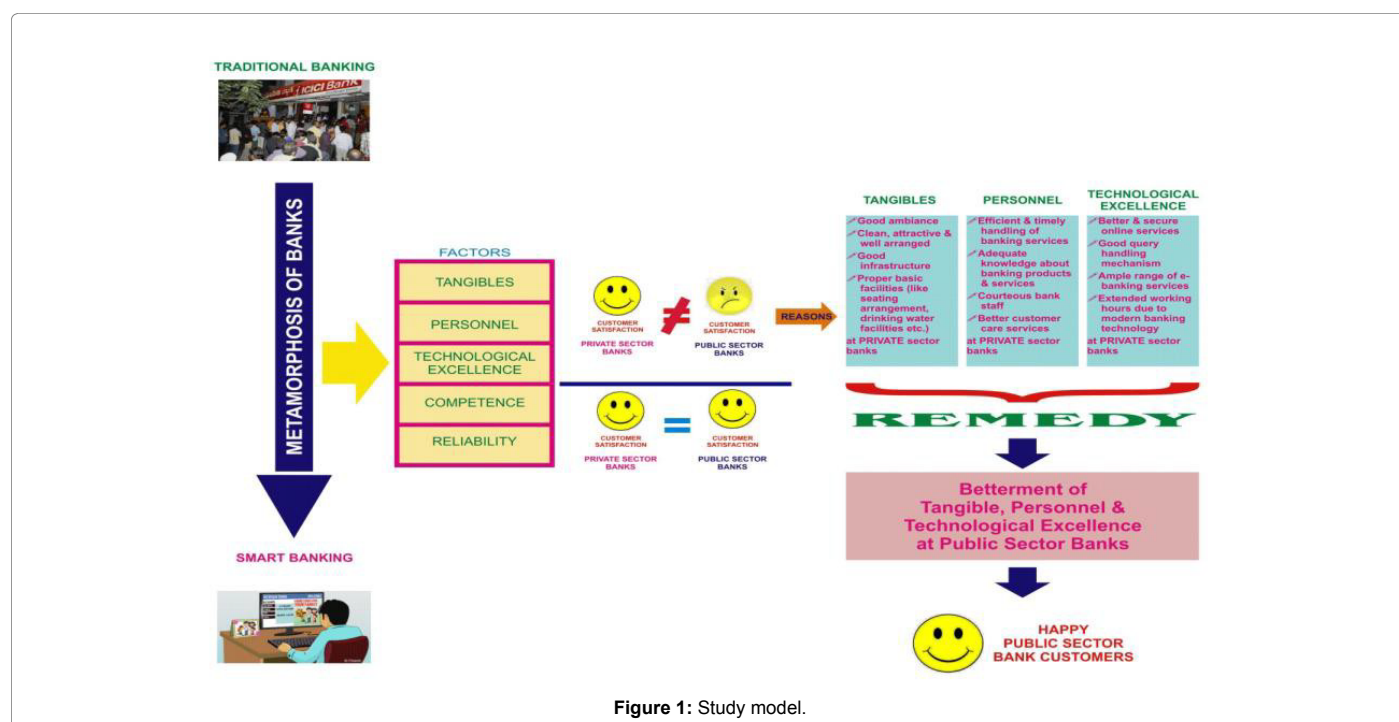 TRADITIONAL BANKING
ICICI Bank
METAMORPHOSIS OF BANKS
SMART BANKING
FACTORS
TANGIBLES
PERSONNEL
TECHNOLOGICAL
EXCELLENCE
COMPETENCE
RELIABILITY
CUSTOMER
SATISFACTION
PRIVATE SECTOR
BANKS
≠
CUSTOMER
SATISFACTION
PUBLIC SECTOR
BANKS
CUSTOMER
SATISFACTION
PRIVATE SECTOR
BANKS
=
CUSTOMER
SATISFACTION
PUBLIC SECTOR
BANKS
REASONS
TANGIBLES
Good ambiance
Clean, attractive &
well arranged
Good
infrastructure
Proper basic
facilities (like
seating
arrangement,
drinking water
facilities etc.)
at PRIVATE sector
banks
PERSONNEL
Efficient & timely
handling of
banking services
Adequate
knowledge about
banking products
& services
Courteous bank
staff
Better customer
care services
at PRIVATE sector
banks
TECHNOLOGICAL
EXCELLENCE
Better & secure
online services
Good query
handling
mechanism
Ample range of e-
banking services
Extended working
hours due to
modern banking
technology
at PRIVATE sector
banks
REMEDY
Betterment of
Tangible, Personnel &
Technological Excellence
at Public Sector Banks
HAPPY
PUBLIC SECTOR
BANK CUSTOMERS
Figure 1: Study model.